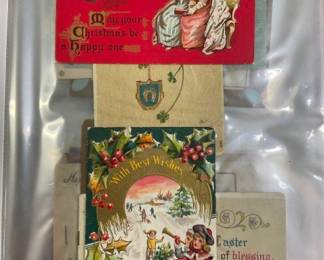 May your
Christmas be
a happy one
With Best Wishes
Easter
of blessing.